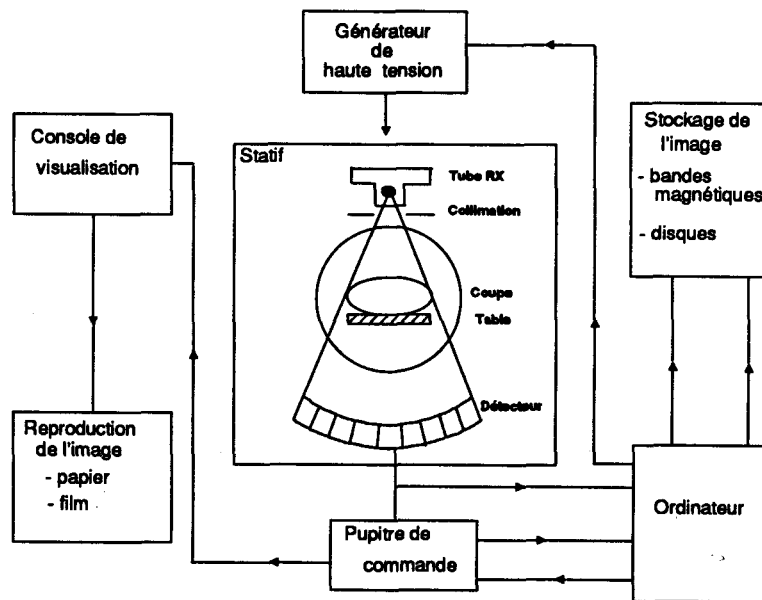 Générateur
de
haute tension
Console de
visualisation
Stockage de
l'image
- bandes
magnétiques
- disques
Statif
Tube RX
Collimation
Coupe
Table
Détecteur
Reproduction
de l'image
- papier
- film
Pupitre de
commande
Ordinateur